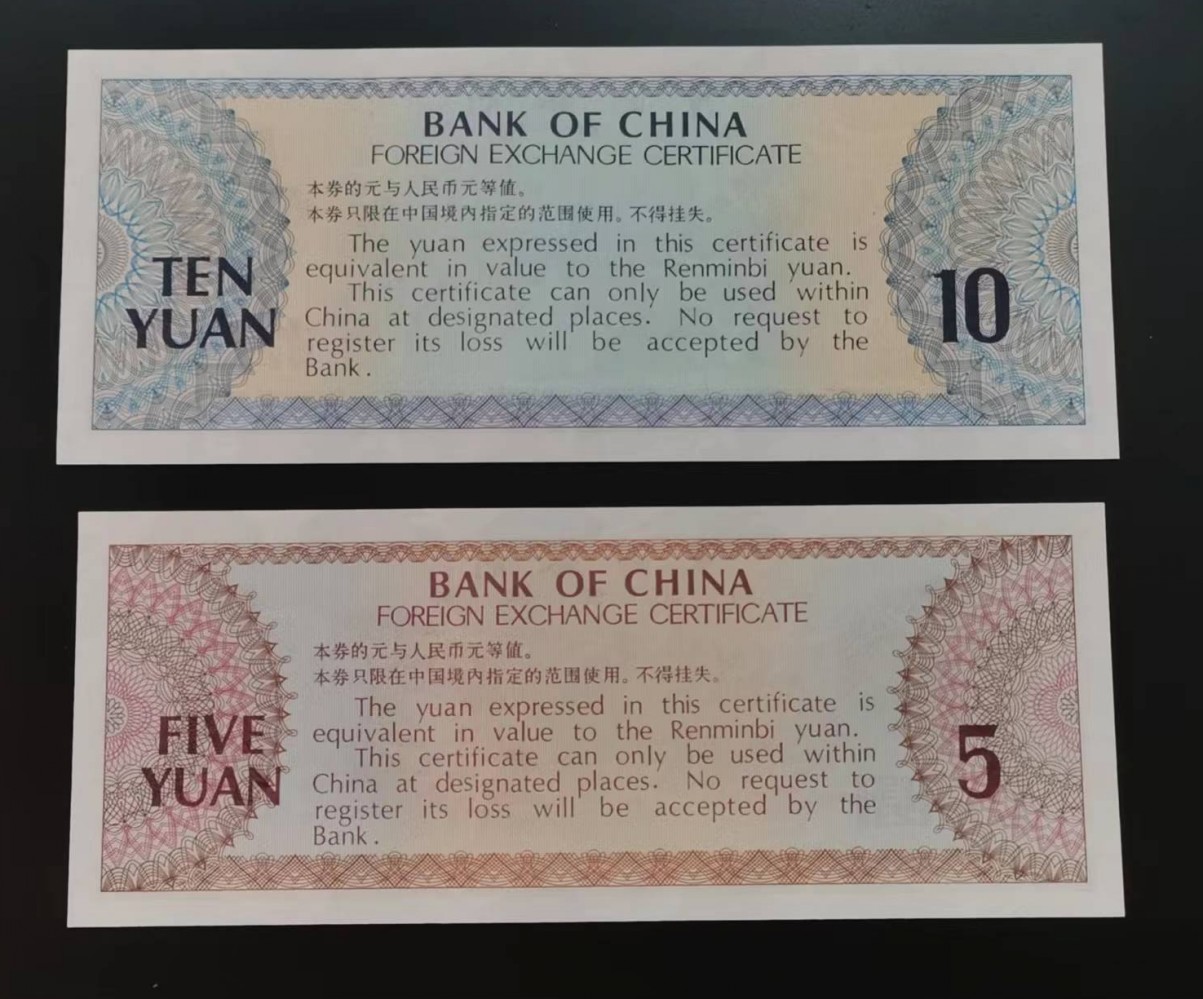 BANK OF CHINA
FOREIGN EXCHANGE CERTIFICATE
本券的元与人民币元等值。
本券只限在中国境内指定的范围使用。不得挂失。
The yuan expressed in this certificate is
equivalent in value to the Renminbi yuan.
This certificate can only be used within
China at designated places. No request to
register its loss will be accepted by the
Bank.
TEN
YUAN
10
BANK OF CHINA
FOREIGN EXCHANGE CERTIFICATE
本券的元与人民币元等值。
本券只限在中国境内指定的范围使用。不得挂失。
The yuan expressed in this certificate is
equivalent in value to the Renminbi yuan.
This certificate can only be used within
China at designated places. No request to
register its loss will be accepted by the
Bank.
FIVE
YUAN
5